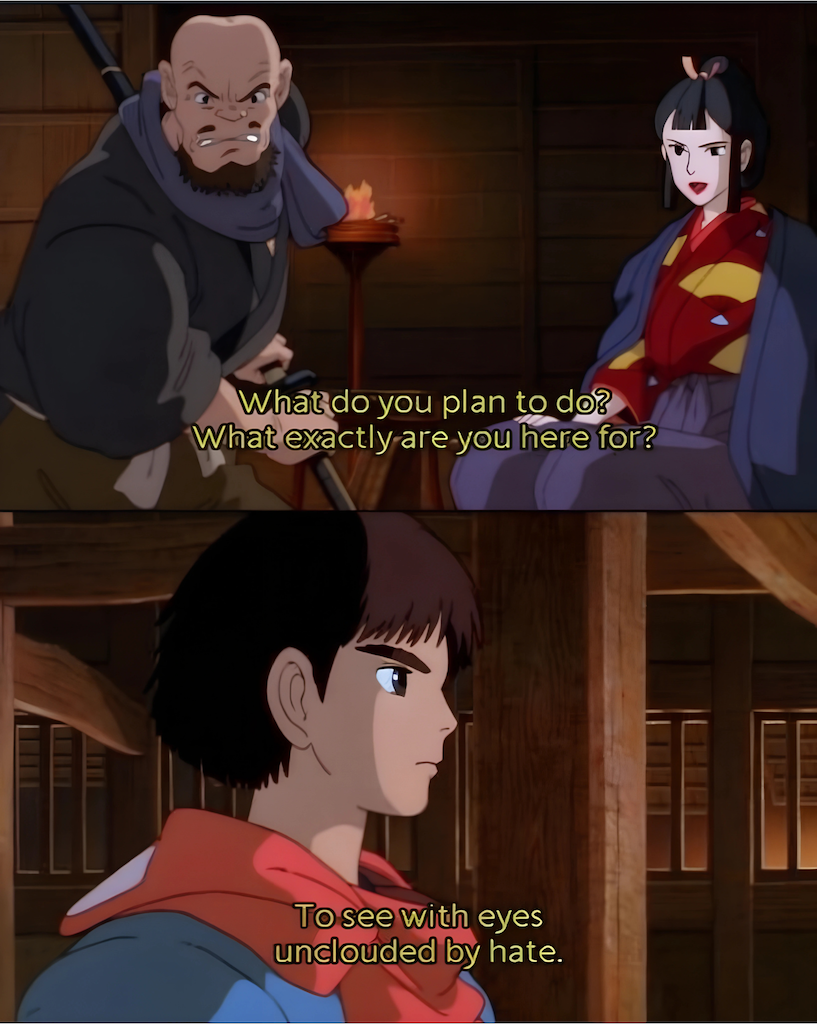 What do you plan to do?
What exactly are you here for?
To see with eyes
unclouded by hate.